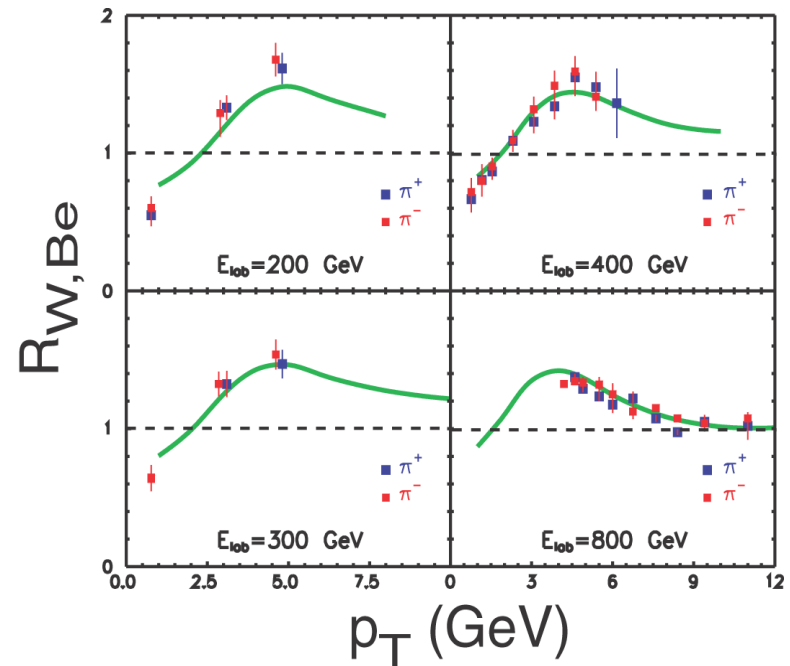 2
1
0
1
0
R_W,Be
π⁺
π⁻
E_lab=200 GeV
π⁺
π⁻
E_lab=400 GeV
π⁺
π⁻
E_lab=300 GeV
π⁺
π⁻
E_lab=800 GeV
0.0 2.5 5.0 7.5 0 3 6 9 12
p_T (GeV)